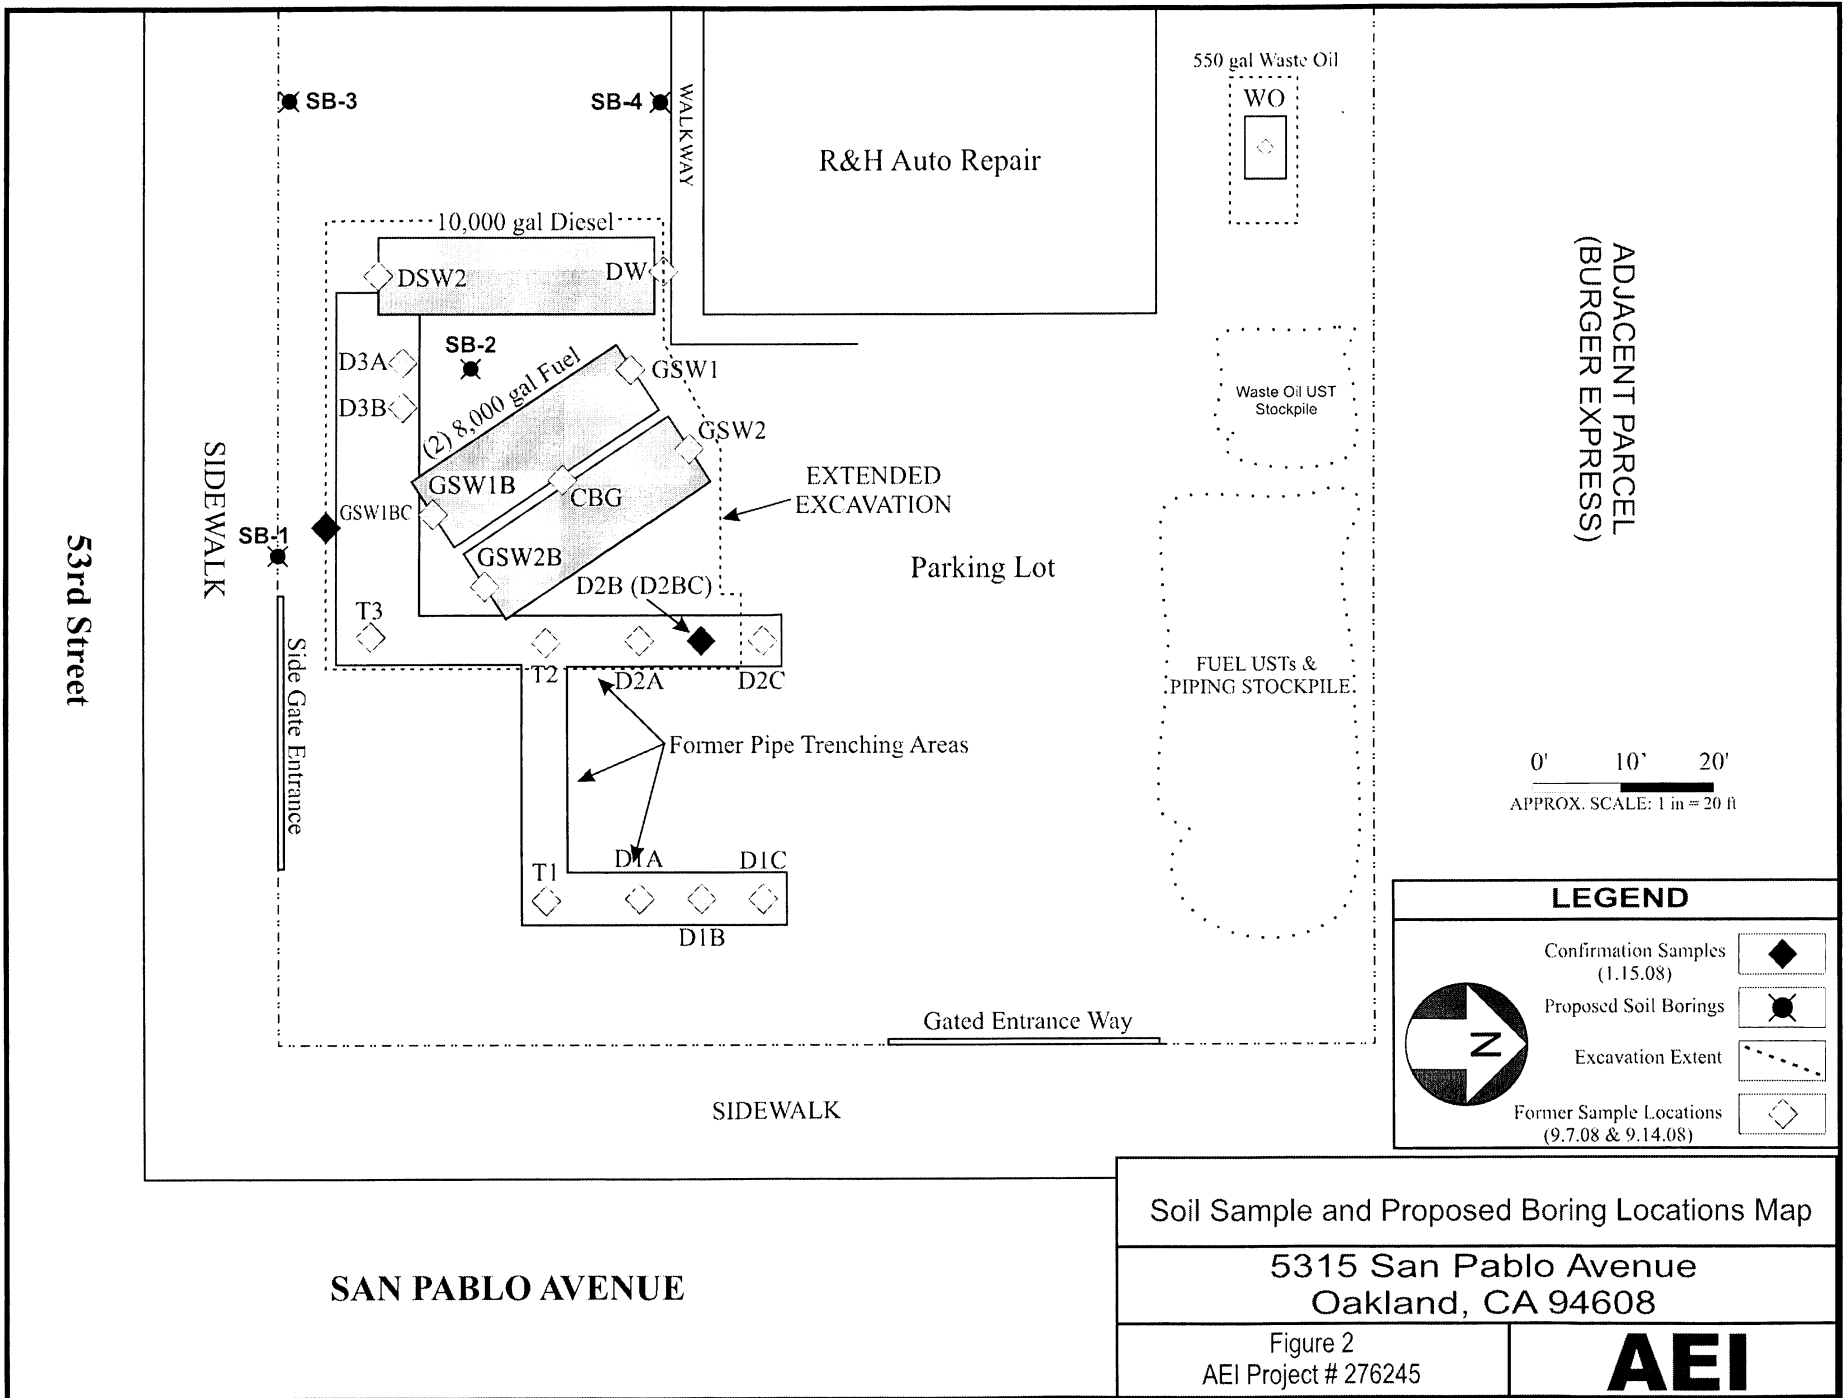 550 gal Waste Oil
WO
SB-3
SB-4
WALKWAY
R&H Auto Repair
10,000 gal Diesel
DSW2
DW
ADJACENT PARCEL
(BURGER EXPRESS)
SB-2
D3A
D3B
(2) 8,000 gal Fuel
GSW1
GSW2
Waste Oil UST
Stockpile
SIDEWALK
53rd Street
GSW1B
GSW1BC
CBG
EXTENDED
EXCAVATION
SB-1
GSW2B
D2B (D2BC)
Parking Lot
T3
T2
D2A
D2C
Side Gate Entrance
FUEL USTs &
PIPING STOCKPILE
Former Pipe Trenching Areas
0' 10' 20'
APPROX. SCALE: 1 in = 20 ft
T1
D1A
D1C
D1B
Gated Entrance Way
SIDEWALK
LEGEND
Confirmation Samples
(1.15.08)
Proposed Soil Borings
Excavation Extent
Former Sample Locations
(9.7.08 & 9.14.08)
N
SAN PABLO AVENUE
Soil Sample and Proposed Boring Locations Map
5315 San Pablo Avenue
Oakland, CA 94608
Figure 2
AEI Project # 276245
AEI